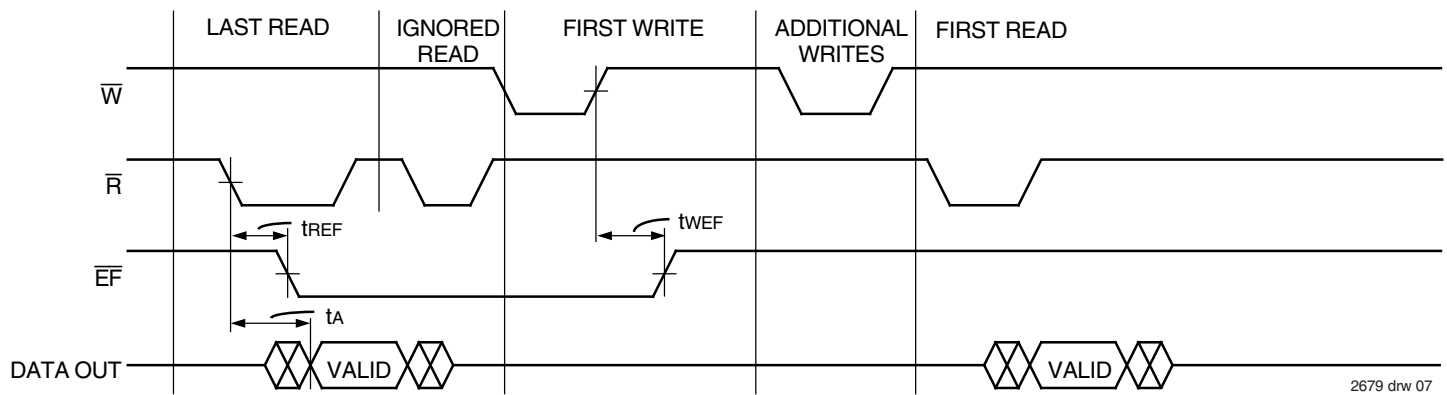 LAST READ
IGNORED
READ
FIRST WRITE
ADDITIONAL
WRITES
FIRST READ
W̅
R̅
tREF
tWEF
E̅F̅
tA
DATA OUT
VALID
VALID
2679 drw 07